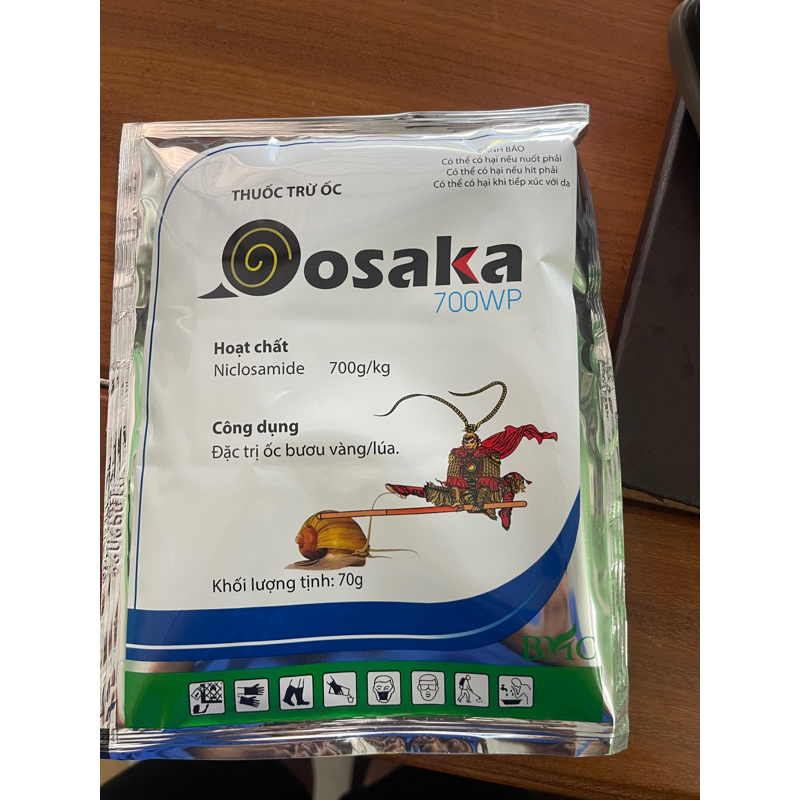 CẢNH BÁO
Có thể có hại nếu nuốt phải
Có thể có hại nếu hít phải
Có thể có hại khi tiếp xúc với da
THUỐC TRỪ ỐC
osaka
700WP
Hoạt chất
Niclosamide 700g/kg
Công dụng
Đặc trị ốc bươu vàng/lúa.
Khối lượng tịnh: 70g